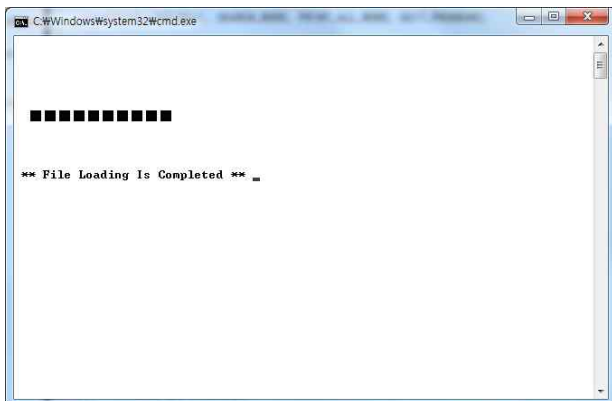 C:₩Windows₩system32₩cmd.exe
■■■■■■■■■■
** File Loading Is Completed ** _